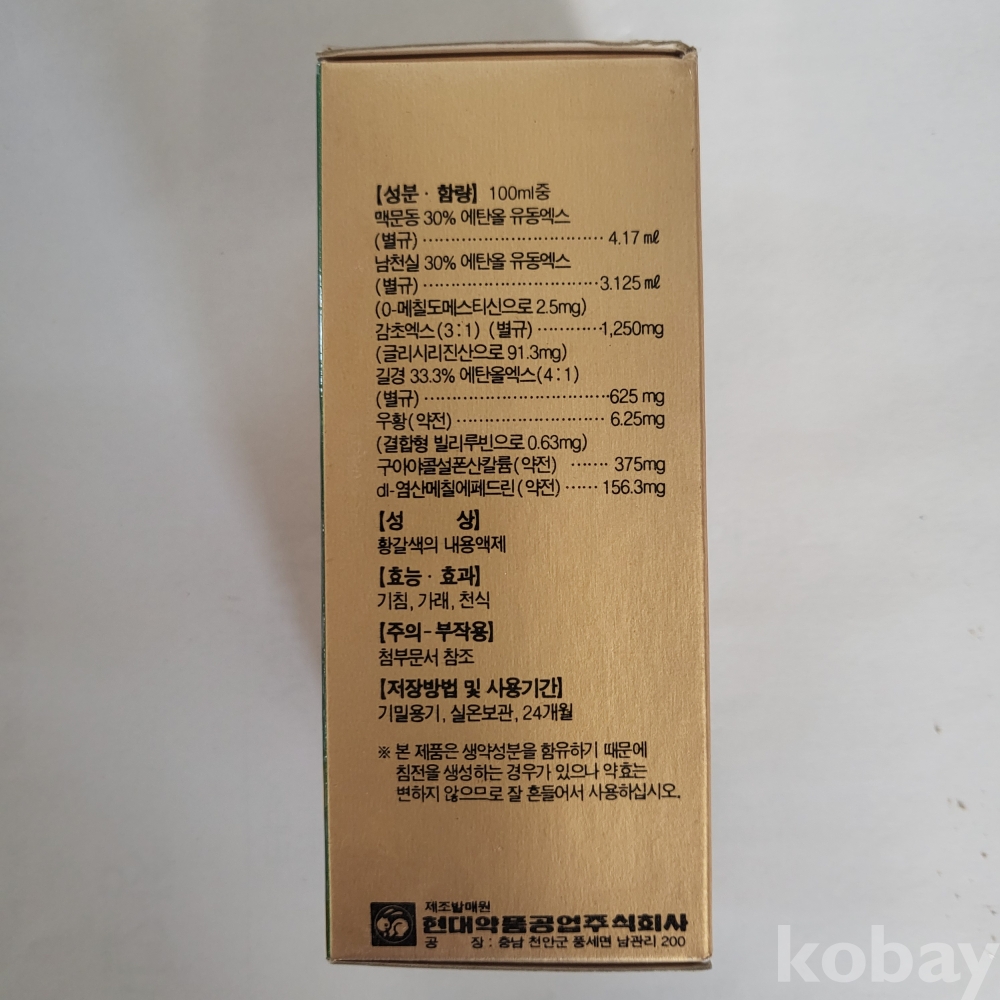 【성분 · 함량】 100ml중
맥문동 30% 에탄올 유동엑스
(별규) ································ 4.17 ㎖
남천실 30% 에탄올 유동엑스
(별규) ································3.125 ㎖
(O-메칠도메스티신으로 2.5mg)
감초엑스(3:1) (별규) ············1,250mg
(글리시리진산으로 91.3mg)
길경 33.3% 에탄올엑스(4:1)
(별규) ··································625 mg
우황(약전) ··························· 6.25mg
(결합형 빌리루빈으로 0.63mg)
구아야콜설폰산칼륨(약전) ······· 375mg
dl-염산메칠에페드린(약전) ······ 156.3mg
【성 상】
황갈색의 내용액제
【효능 · 효과】
기침, 가래, 천식
【주의-부작용】
첨부문서 참조
【저장방법 및 사용기간】
기밀용기, 실온보관, 24개월
※ 본 제품은 생약성분을 함유하기 때문에
침전을 생성하는 경우가 있으나 약효는
변하지 않으므로 잘 흔들어서 사용하십시오.
제조발매원
현대약품공업주식회사
공 장 : 충남 천안군 풍세면 남관리 200
kobay